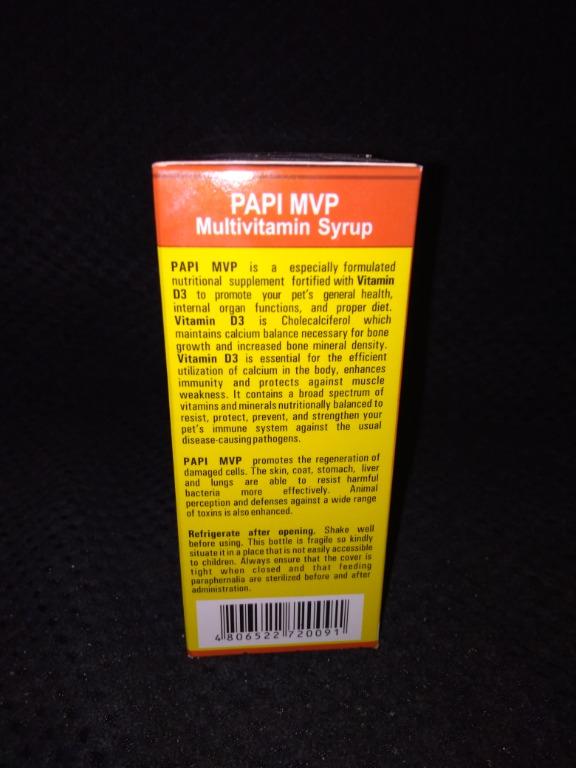 PAPI MVP
Multivitamin Syrup
PAPI MVP is a especially formulated
nutritional supplement fortified with Vitamin
D3 to promote your pet's general health,
internal organ functions, and proper diet.
Vitamin D3 is Cholecalciferol which
maintains calcium balance necessary for bone
growth and increased bone mineral density.
Vitamin D3 is essential for the efficient
utilization of calcium in the body, enhances
immunity and protects against muscle
weakness. It contains a broad spectrum of
vitamins and minerals nutritionally balanced to
resist, protect, prevent, and strengthen your
pet's immune system against the usual
disease-causing pathogens.
PAPI MVP promotes the regeneration of
damaged cells. The skin, coat, stomach, liver
and lungs are able to resist harmful
bacteria more effectively. Animal
perception and defenses against a wide range
of toxins is also enhanced.
Refrigerate after opening. Shake well
before using. This bottle is fragile so kindly
situate it in a place that is not easily accessible
to children. Always ensure that the cover is
tight when closed and that feeding
paraphernalia are sterilized before and after
administration.
4 806522 720091